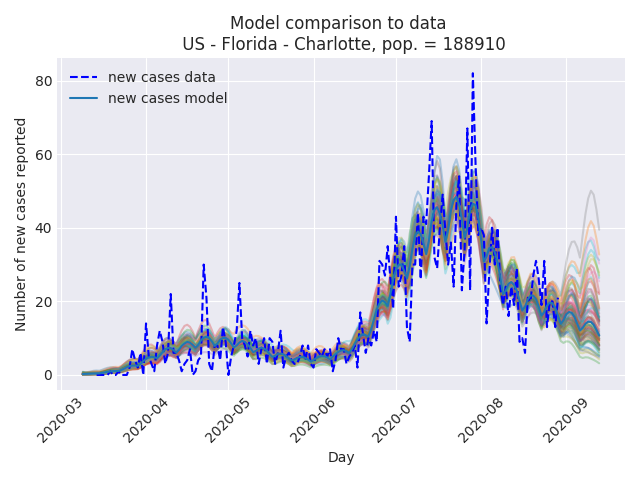 Model comparison to data
US - Florida - Charlotte, pop. = 188910
new cases data
new cases model
Number of new cases reported
80
60
40
20
0
2020-03
2020-04
2020-05
2020-06
2020-07
2020-08
2020-09
Day